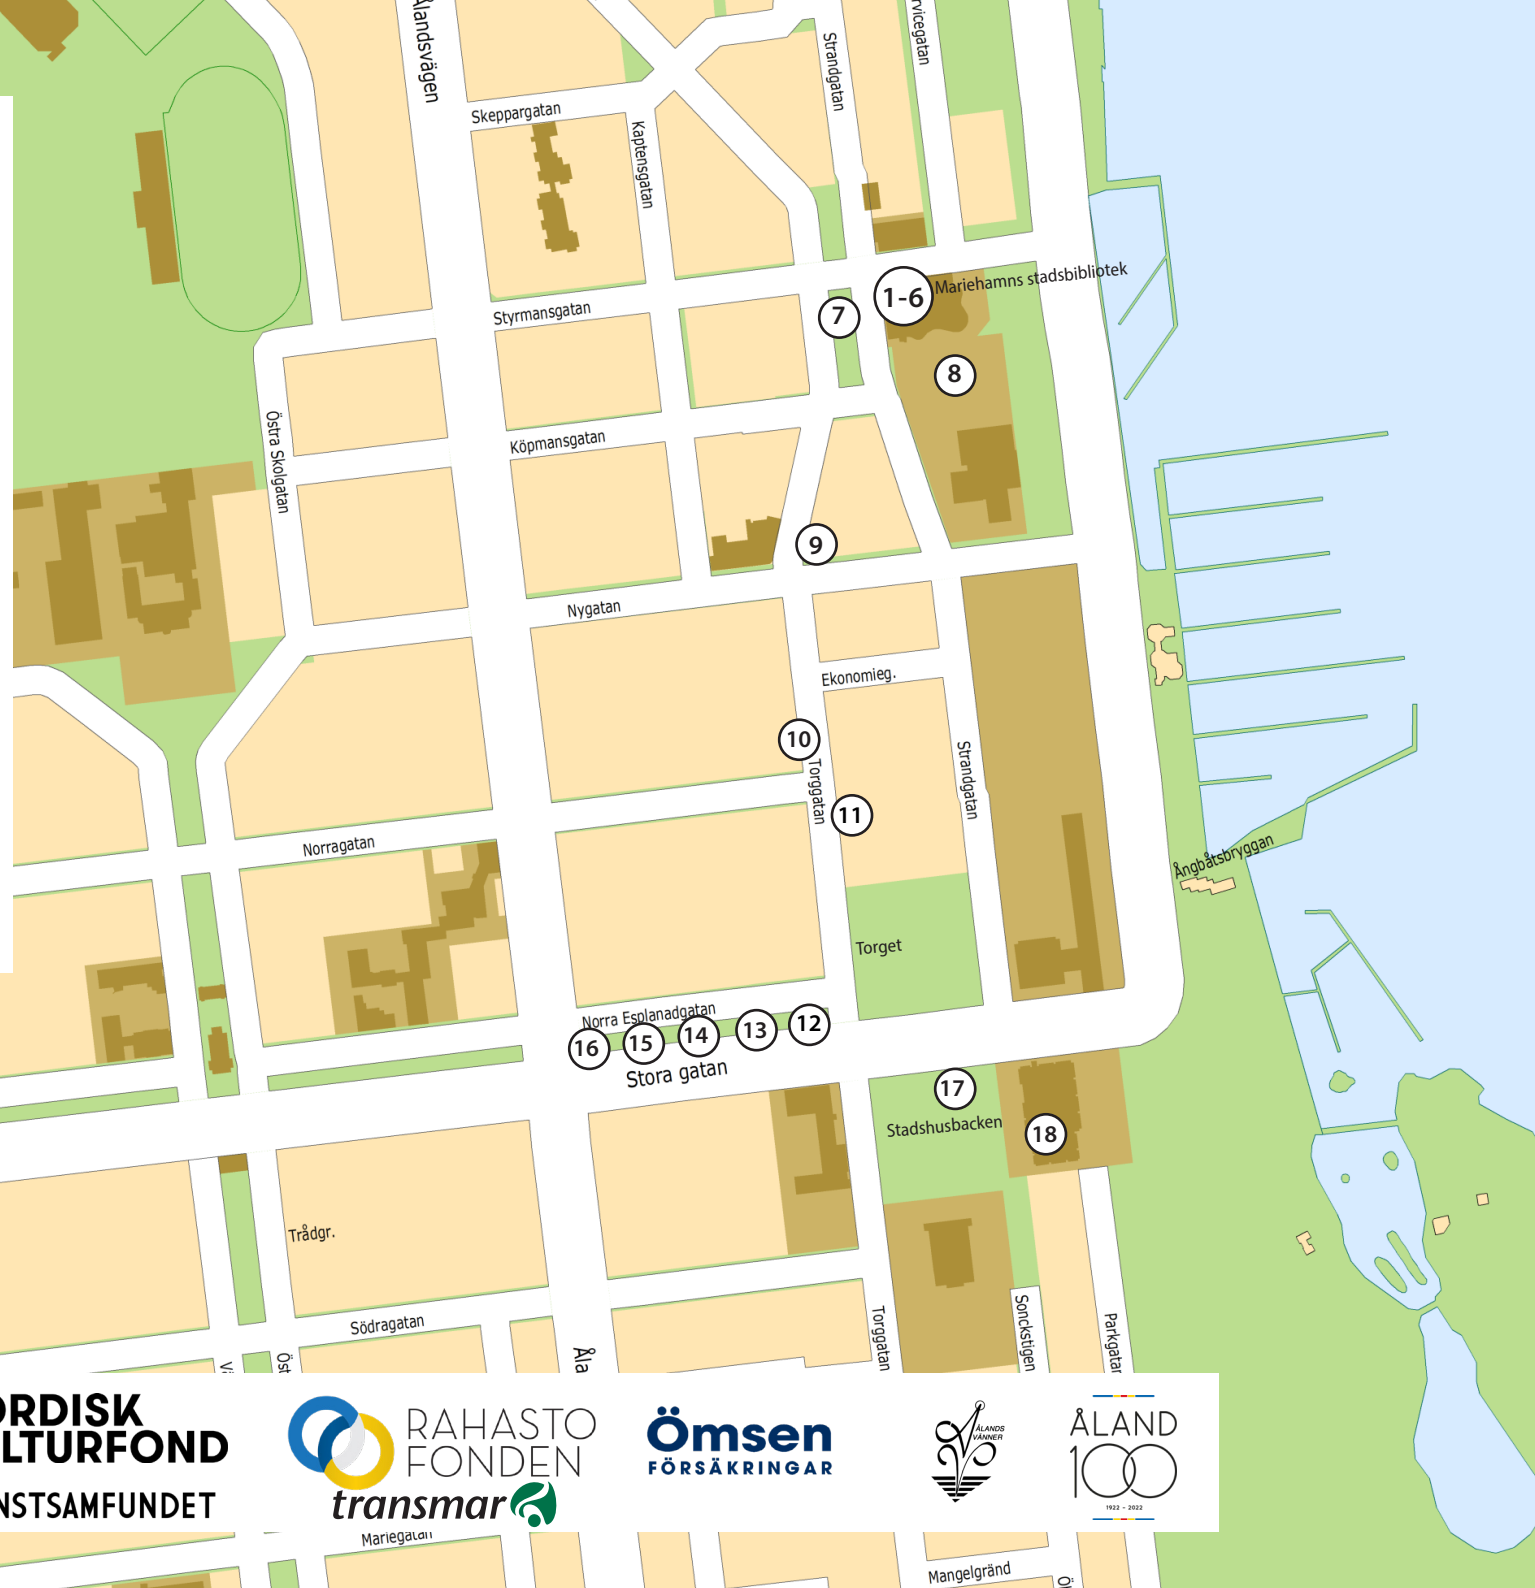 Ålandsvägen
Skeppargatan
Kaptensgatan
Strandgatan
rvicegatan
1-6
Mariehamns stadsbibliotek
7
Styrmansgatan
8
Östra Skolgatan
Köpmansgatan
9
Nygatan
Ekonomieg.
10
Torggatan
11
Strandgatan
Norragatan
Ångbåtsbryggan
Torget
Norra Esplanadgatan
16
15
14
13
12
Stora gatan
17
Stadshusbacken
18
Trådgr.
Södragatan
Torggatan
Sonckstigen
Parkgatan
Öst
Åla
ORDISK
LTURFOND
NSTSAMFUNDET
RAHASTO
FONDEN
transmar
Ömsen
FÖRSÄKRINGAR
ÅLANDS
VÄNNER
ÅLAND
100
1922 – 2022
Mariegatan
Mangelgränd